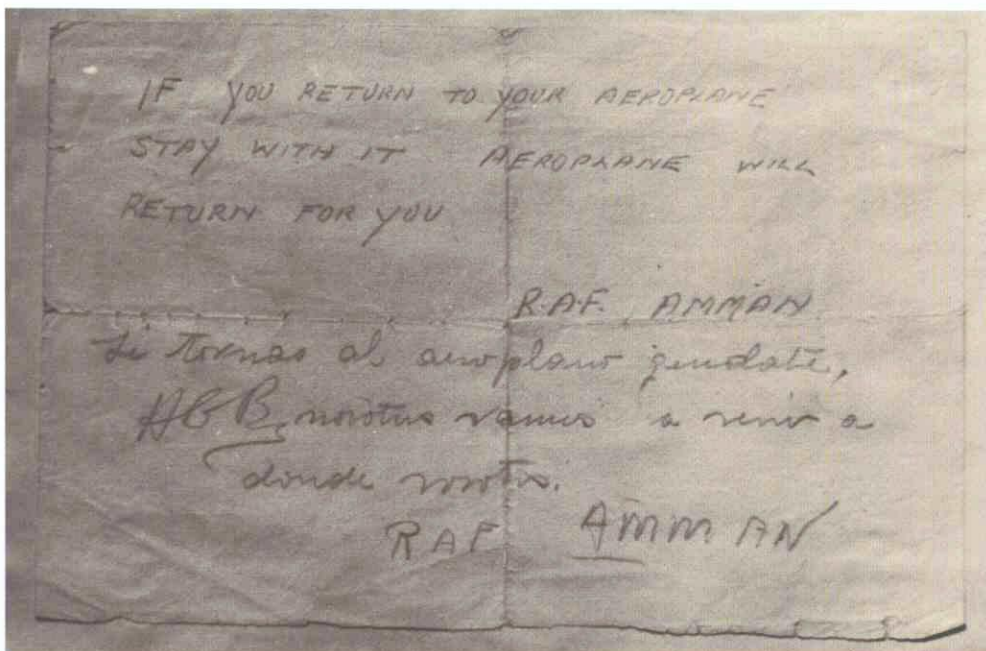 IF YOU RETURN TO YOUR AEROPLANE
STAY WITH IT AEROPLANE WILL
RETURN FOR YOU
R.A.F. AMMAN
Si tornas al aeroplano quedate,
nosotros vamos a venir a
donde vosotros.
RAF AMMAN